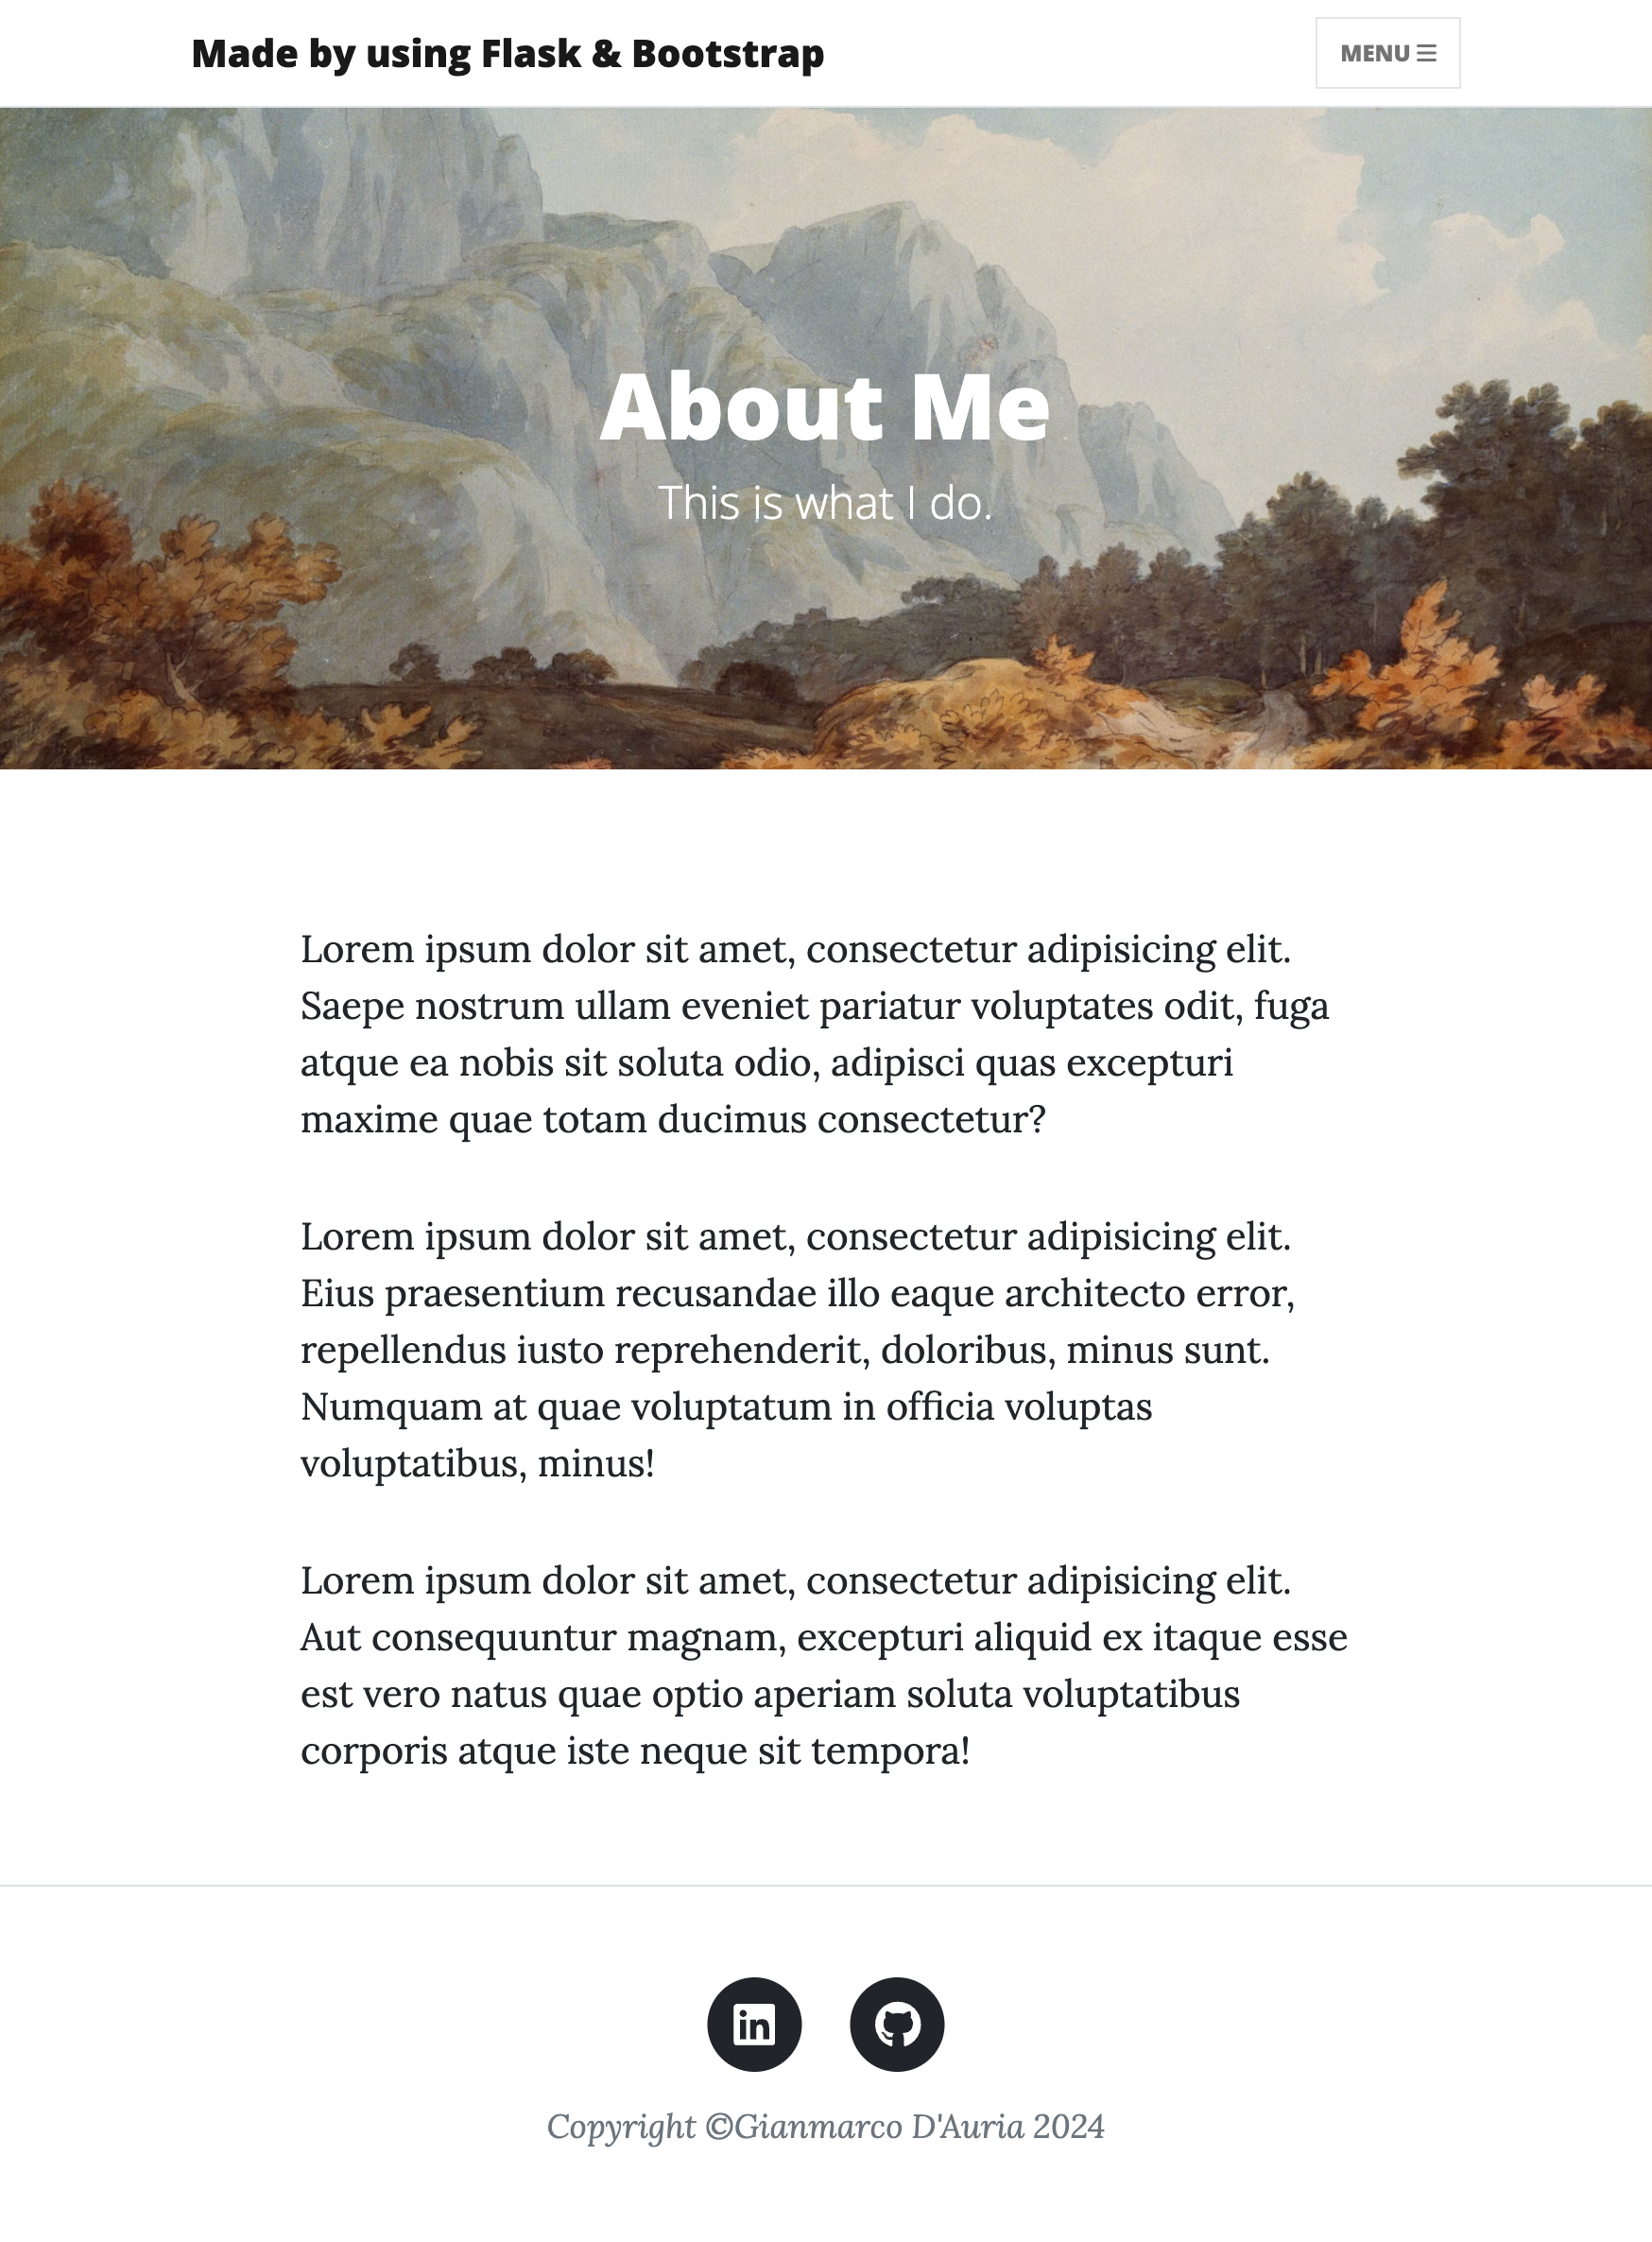 Made by using Flask & Bootstrap
MENU
About Me
This is what I do.
Lorem ipsum dolor sit amet, consectetur adipisicing elit.
Saepe nostrum ullam eveniet pariatur voluptates odit, fuga
atque ea nobis sit soluta odio, adipisci quas excepturi
maxime quae totam ducimus consectetur?
Lorem ipsum dolor sit amet, consectetur adipisicing elit.
Eius praesentium recusandae illo eaque architecto error,
repellendus iusto reprehenderit, doloribus, minus sunt.
Numquam at quae voluptatum in officia voluptas
voluptatibus, minus!
Lorem ipsum dolor sit amet, consectetur adipisicing elit.
Aut consequuntur magnam, excepturi aliquid ex itaque esse
est vero natus quae optio aperiam soluta voluptatibus
corporis atque iste neque sit tempora!
in
Copyright ©Gianmarco D'Auria 2024